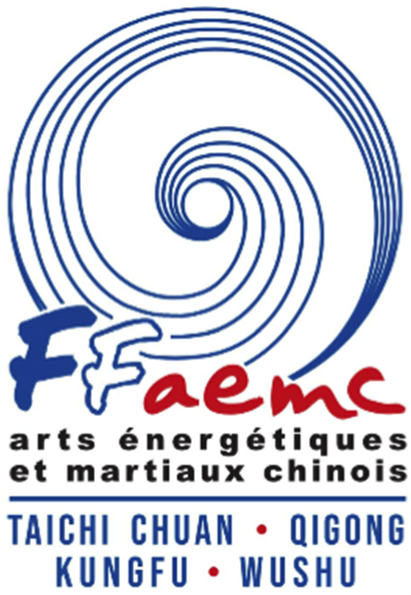 FFaemc
arts énergétiques
et martiaux chinois
TAICHI CHUAN • QIGONG
KUNGFU • WUSHU